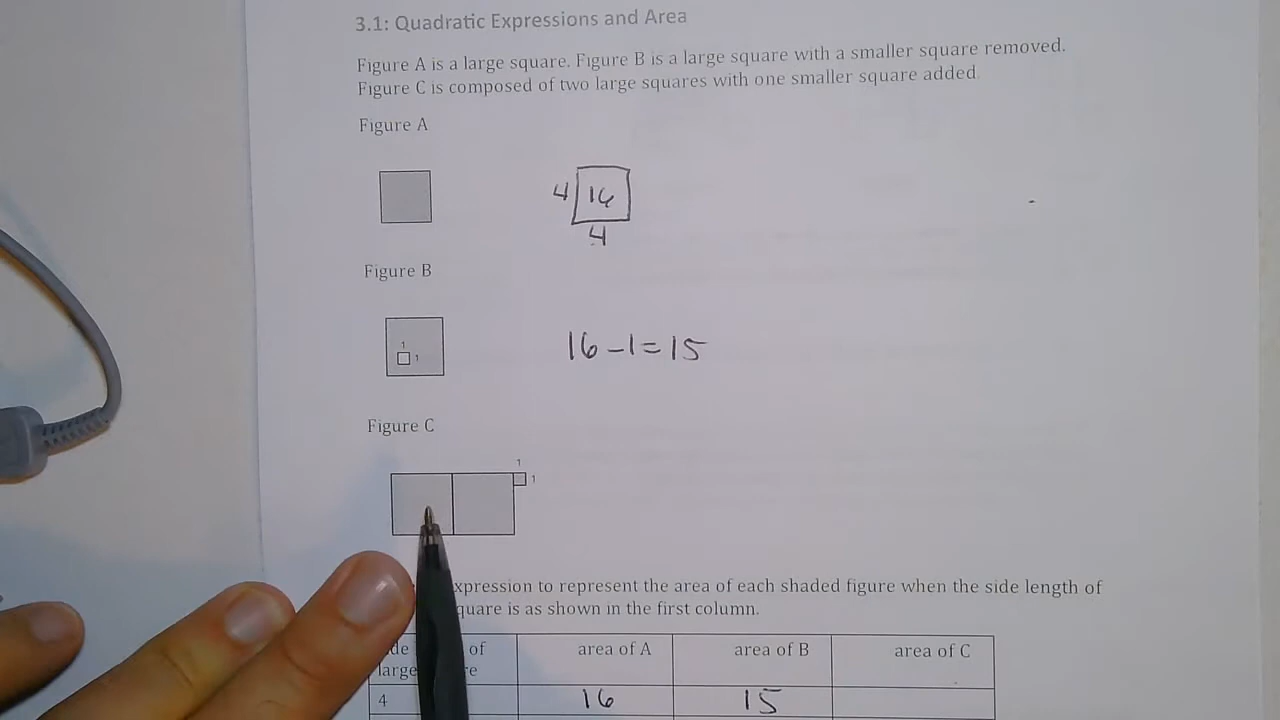 3.1: Quadratic Expressions and Area
Figure A is a large square. Figure B is a large square with a smaller square removed.
Figure C is composed of two large squares with one smaller square added.
Figure A
4 16
4
Figure B
1
1
16 - 1 = 15
Figure C
1
1
xpression to represent the area of each shaded figure when the side length of
quare is as shown in the first column.
de of area of A area of B area of C
large e
4 16 15